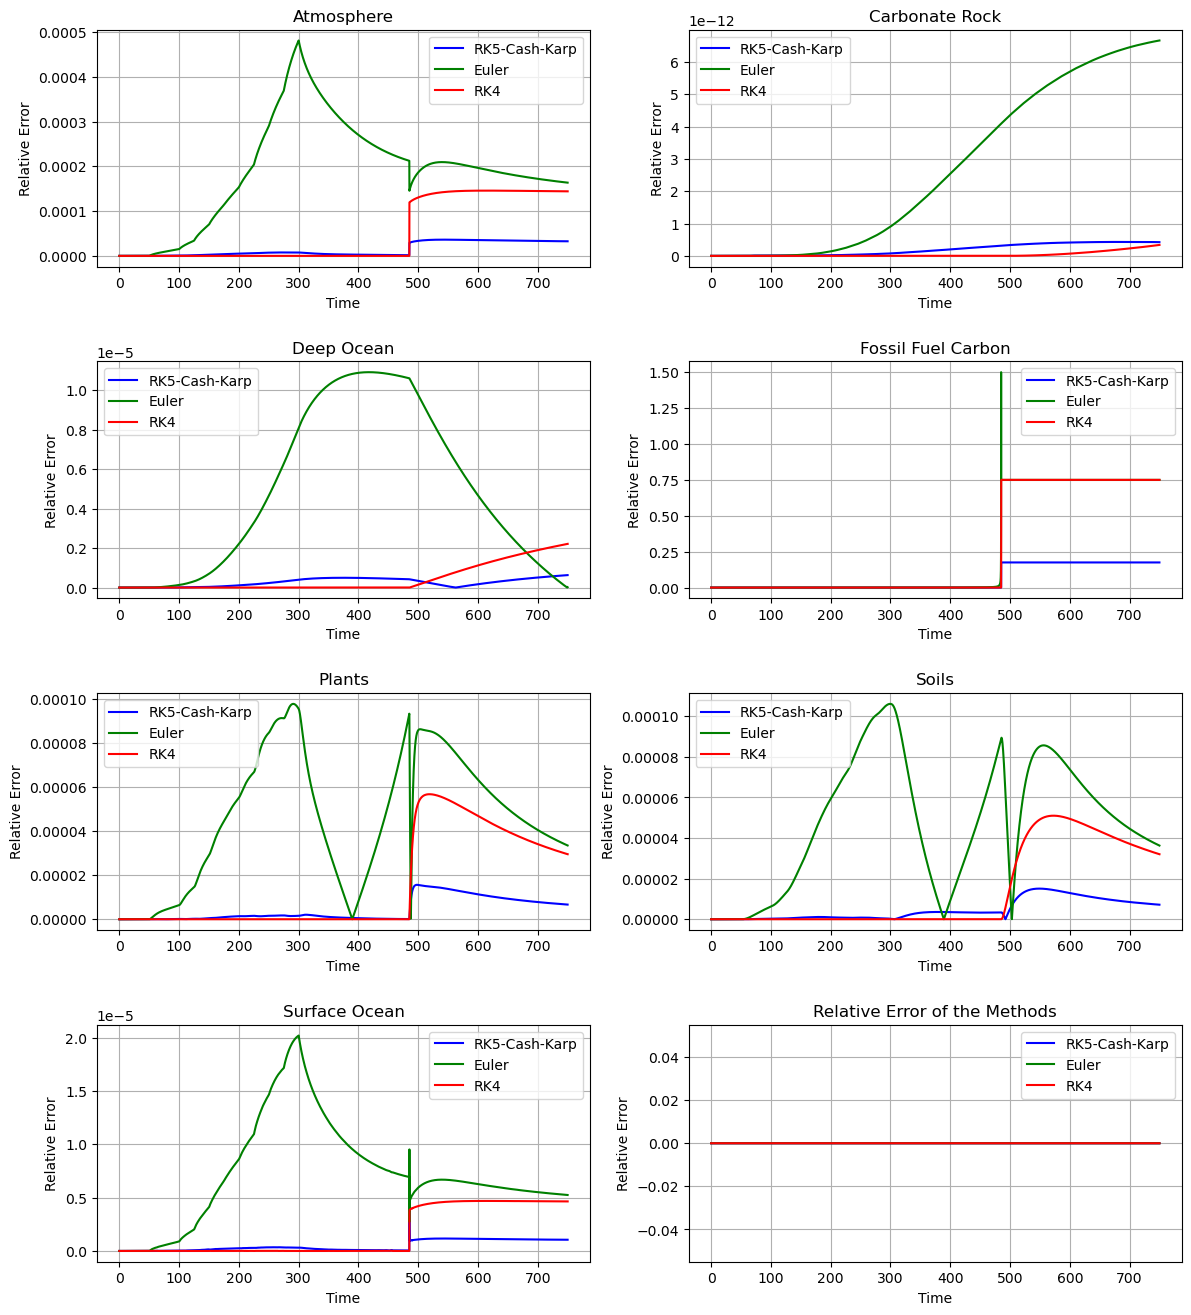 Atmosphere
0.0005
0.0004
0.0003
0.0002
0.0001
0.0000
Relative Error
RK5-Cash-Karp
Euler
RK4
0 100 200 300 400 500 600 700
Time
Carbonate Rock
1e−12
6
5
4
3
2
1
0
Relative Error
RK5-Cash-Karp
Euler
RK4
0 100 200 300 400 500 600 700
Time
Deep Ocean
1e−5
1.0
0.8
0.6
0.4
0.2
0.0
Relative Error
RK5-Cash-Karp
Euler
RK4
0 100 200 300 400 500 600 700
Time
Fossil Fuel Carbon
1.50
1.25
1.00
0.75
0.50
0.25
0.00
Relative Error
RK5-Cash-Karp
Euler
RK4
0 100 200 300 400 500 600 700
Time
Plants
0.00010
0.00008
0.00006
0.00004
0.00002
0.00000
Relative Error
RK5-Cash-Karp
Euler
RK4
0 100 200 300 400 500 600 700
Time
Soils
0.00010
0.00008
0.00006
0.00004
0.00002
0.00000
Relative Error
RK5-Cash-Karp
Euler
RK4
0 100 200 300 400 500 600 700
Time
Surface Ocean
1e−5
2.0
1.5
1.0
0.5
0.0
Relative Error
RK5-Cash-Karp
Euler
RK4
0 100 200 300 400 500 600 700
Time
Relative Error of the Methods
0.04
0.02
0.00
−0.02
−0.04
Relative Error
RK5-Cash-Karp
Euler
RK4
0 100 200 300 400 500 600 700
Time